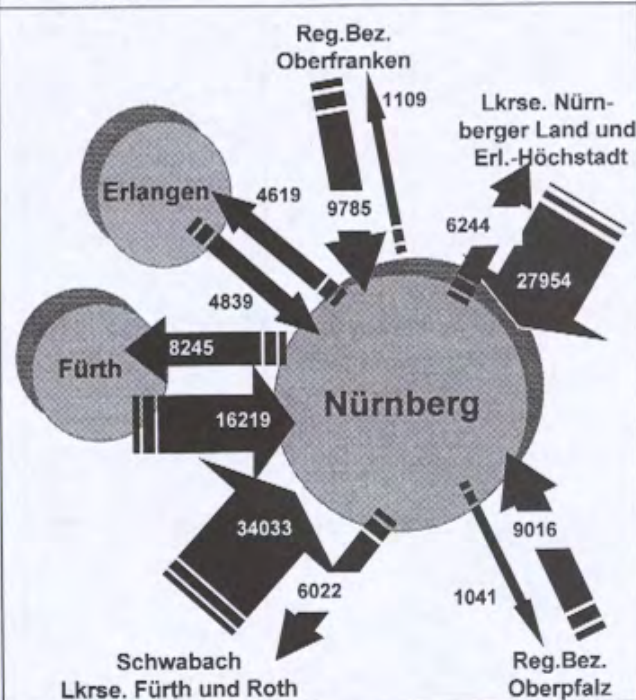 Reg.Bez.
Oberfranken
1109
Lkrse. Nürn-
berger Land und
Erl.-Höchstadt
Erlangen
4619
9785
6244
27954
4839
8245
Fürth
16219
Nürnberg
34033
9016
6022
1041
Schwabach
Lkrse. Fürth und Roth
Reg.Bez.
Oberpfalz